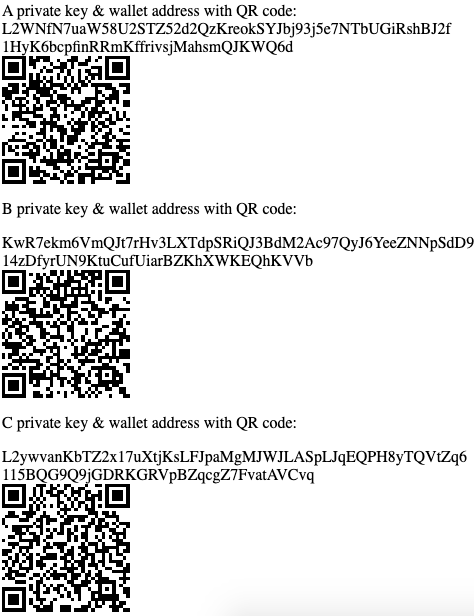 A private key & wallet address with QR code:
L2WNfN7uaW58U2STZ52d2QzKreokSYJbj93j5e7NTbUGiRshBJ2f
1HyK6bcpfinRRmKffrivsjMahsmQJKWQ6d
B private key & wallet address with QR code:
KwR7ekm6VmQJt7rHv3LXTdpSRiQJ3BdM2Ac97QyJ6YeeZNNpSdD9
14zDfyrUN9KtuCufUiarBZKhXWKEQhKVVb
C private key & wallet address with QR code:
L2ywvanKbTZ2x17uXtjKsLFJpaMgMJWJLASpLJqEQPH8yTQVtZq6
115BQG9Q9jGDRKGRVpBZqcgZ7FvatAVCvq